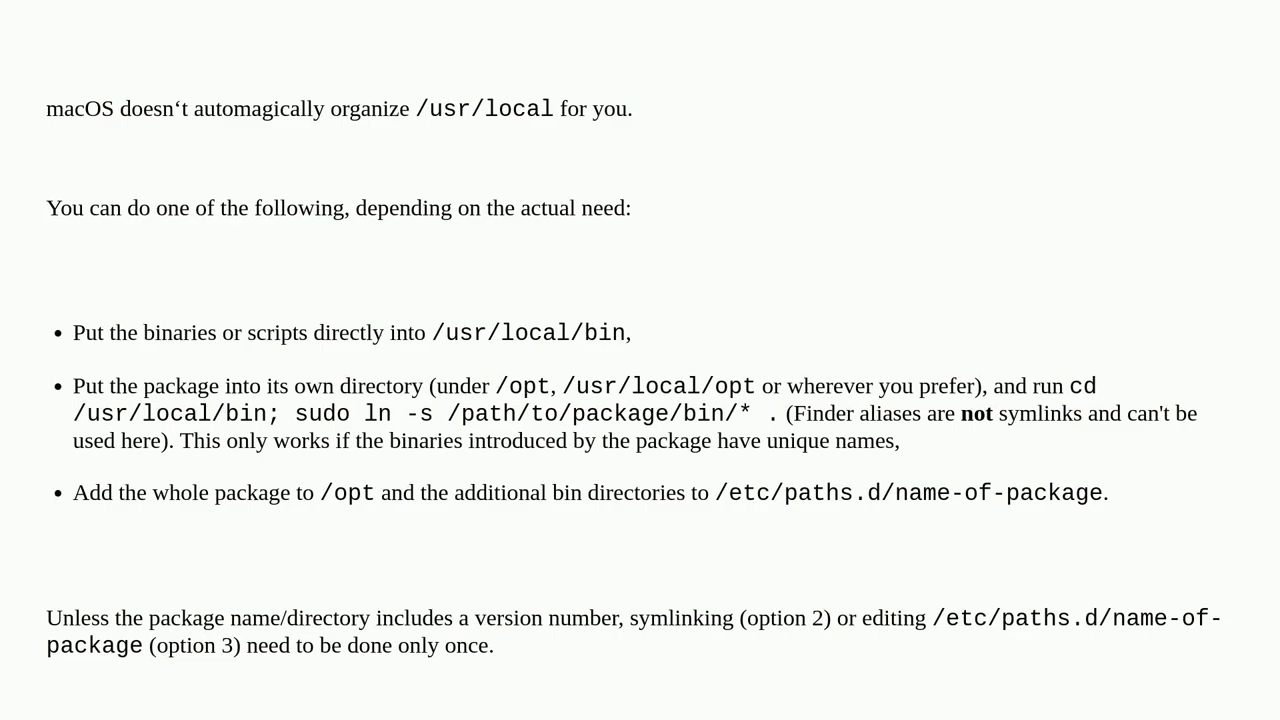 macOS doesn‘t automagically organize /usr/local for you.
You can do one of the following, depending on the actual need:
• Put the binaries or scripts directly into /usr/local/bin,
• Put the package into its own directory (under /opt, /usr/local/opt or wherever you prefer), and run cd
/usr/local/bin; sudo ln -s /path/to/package/bin/* . (Finder aliases are not symlinks and can't be
used here). This only works if the binaries introduced by the package have unique names,
• Add the whole package to /opt and the additional bin directories to /etc/paths.d/name-of-package.
Unless the package name/directory includes a version number, symlinking (option 2) or editing /etc/paths.d/name-of-
package (option 3) need to be done only once.